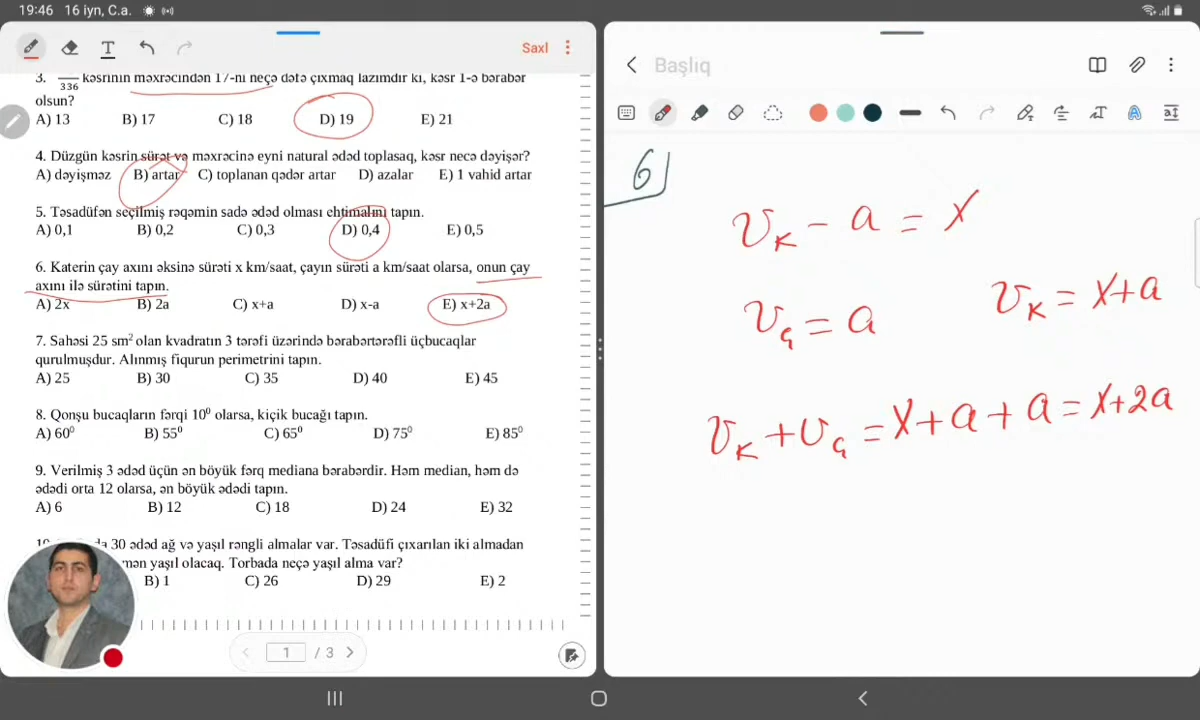 19:46 16 iyn, C.a.
Saxl
3. 336 kəsrinin məxrəcindən 17-ni neçə dəfə çıxmaq lazımdır ki, kəsr 1-ə bərabər
olsun?
A) 13 B) 17 C) 18 D) 19 E) 21
4. Düzgün kəsrin sürət və məxrəcinə eyni natural ədəd toplasaq, kəsr necə dəyişər?
A) dəyişməz B) artar C) toplanan qədər artar D) azalar E) 1 vahid artar
5. Təsadüfən seçilmiş rəqəmin sadə ədəd olması ehtimalını tapın.
A) 0,1 B) 0,2 C) 0,3 D) 0,4 E) 0,5
6. Katerin çay axını əksinə sürəti x km/saat, çayın sürəti a km/saat olarsa, onun çay
axını ilə sürətini tapın.
A) 2x B) 2a C) x+a D) x-a E) x+2a
7. Sahəsi 25 sm² olan kvadratın 3 tərəfi üzərində bərabərtərəfli üçbucaqlar
qurulmuşdur. Alınmış fiqurun perimetrini tapın.
A) 25 B) 30 C) 35 D) 40 E) 45
8. Qonşu bucaqların fərqi 10⁰ olarsa, kiçik bucağı tapın.
A) 60⁰ B) 55⁰ C) 65⁰ D) 75⁰ E) 85⁰
9. Verilmiş 3 ədəd üçün ən böyük fərq mediana bərabərdir. Həm median, həm də
ədədi orta 12 olarsa, ən böyük ədədi tapın.
A) 6 B) 12 C) 18 D) 24 E) 32
30 ədəd ağ və yaşıl rəngli almalar var. Təsadüfi çıxarılan iki almadan
yaşıl olacaq. Torbada neçə yaşıl alma var?
B) 1 C) 26 D) 29 E) 2
1 / 3
Başlıq
6)
υK - a = x
υç = a
υK = x+a
υK + υç = x + a + a = x+2a